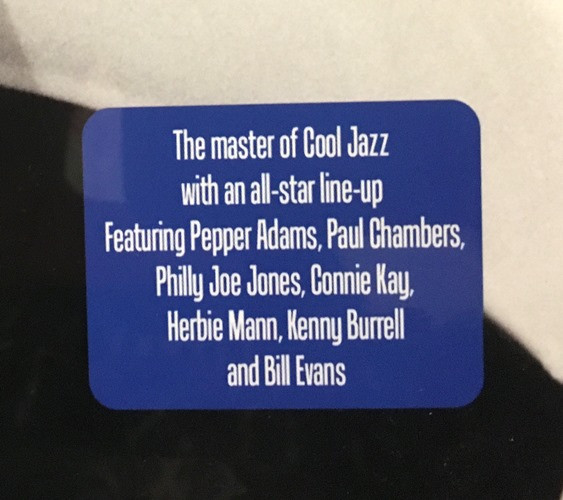 The master of Cool Jazz
with an all-star line-up
Featuring Pepper Adams, Paul Chambers,
Philly Joe Jones, Connie Kay,
Herbie Mann, Kenny Burrell
and Bill Evans